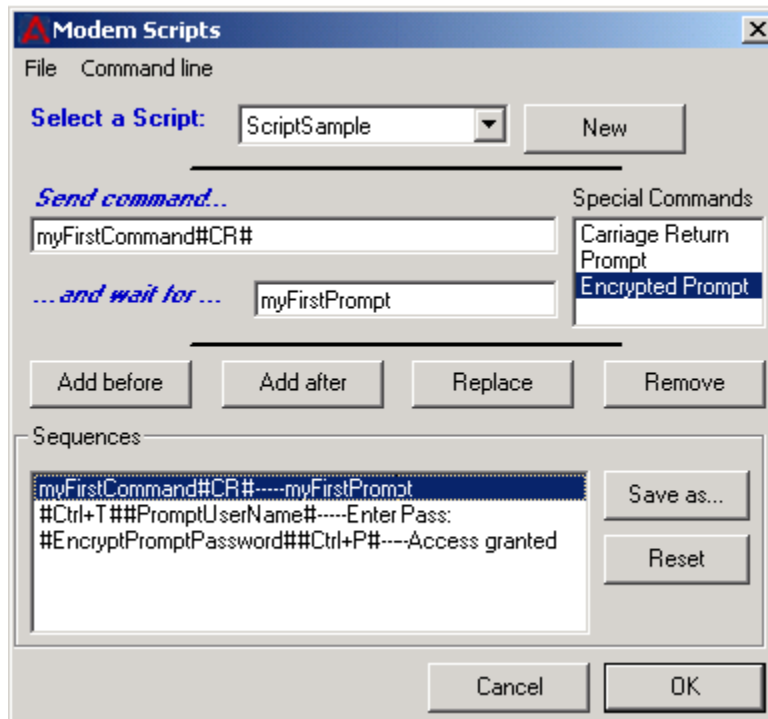 Modem Scripts
File Command line
Select a Script: ScriptSample New
Send command...
Special Commands
myFirstCommand#CR#
Carriage Return
Prompt
Encrypted Prompt
...and wait for... myFirstPrompt
Add before Add after Replace Remove
Sequences
myFirstCommand#CR#-----myFirstPrompt
#Ctrl+T##PromptUserName#-----Enter Pass:
#EncryptPromptPassword##Ctrl+P#----Access granted
Save as...
Reset
Cancel OK